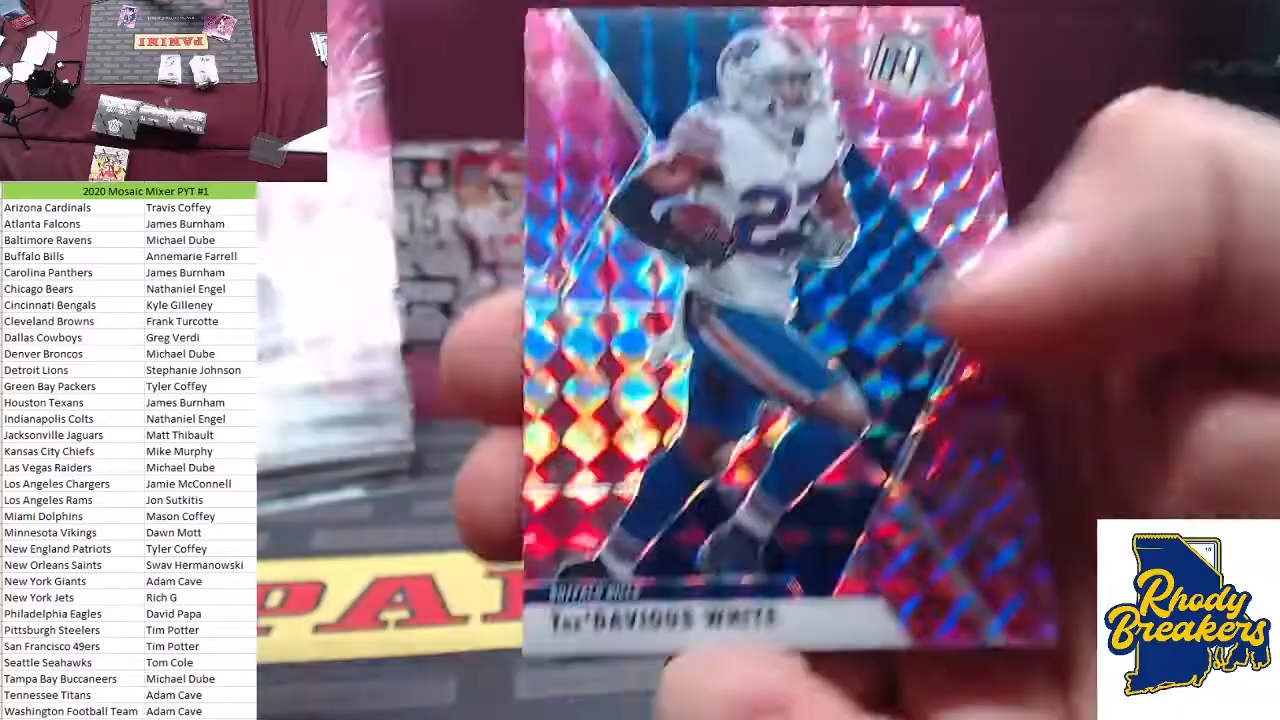 PANINI
2020 Mosaic Mixer PYT #1
Arizona Cardinals Travis Coffey
Atlanta Falcons James Burnham
Baltimore Ravens Michael Dube
Buffalo Bills Annemarie Farrell
Carolina Panthers James Burnham
Chicago Bears Nathaniel Engel
Cincinnati Bengals Kyle Gilleney
Cleveland Browns Frank Turcotte
Dallas Cowboys Greg Verdi
Denver Broncos Michael Dube
Detroit Lions Stephanie Johnson
Green Bay Packers Tyler Coffey
Houston Texans James Burnham
Indianapolis Colts Nathaniel Engel
Jacksonville Jaguars Matt Thibault
Kansas City Chiefs Mike Murphy
Las Vegas Raiders Michael Dube
Los Angeles Chargers Jamie McConnell
Los Angeles Rams Jon Sutkitis
Miami Dolphins Mason Coffey
Minnesota Vikings Dawn Mott
New England Patriots Tyler Coffey
New Orleans Saints Swav Hermanowski
New York Giants Adam Cave
New York Jets Rich G
Philadelphia Eagles David Papa
Pittsburgh Steelers Tim Potter
San Francisco 49ers Tim Potter
Seattle Seahawks Tom Cole
Tampa Bay Buccaneers Michael Dube
Tennessee Titans Adam Cave
Washington Football Team Adam Cave
27
BUFFALO BILLS
Tre'DAVIOUS WHITE
PANI
Rhody
Breakers